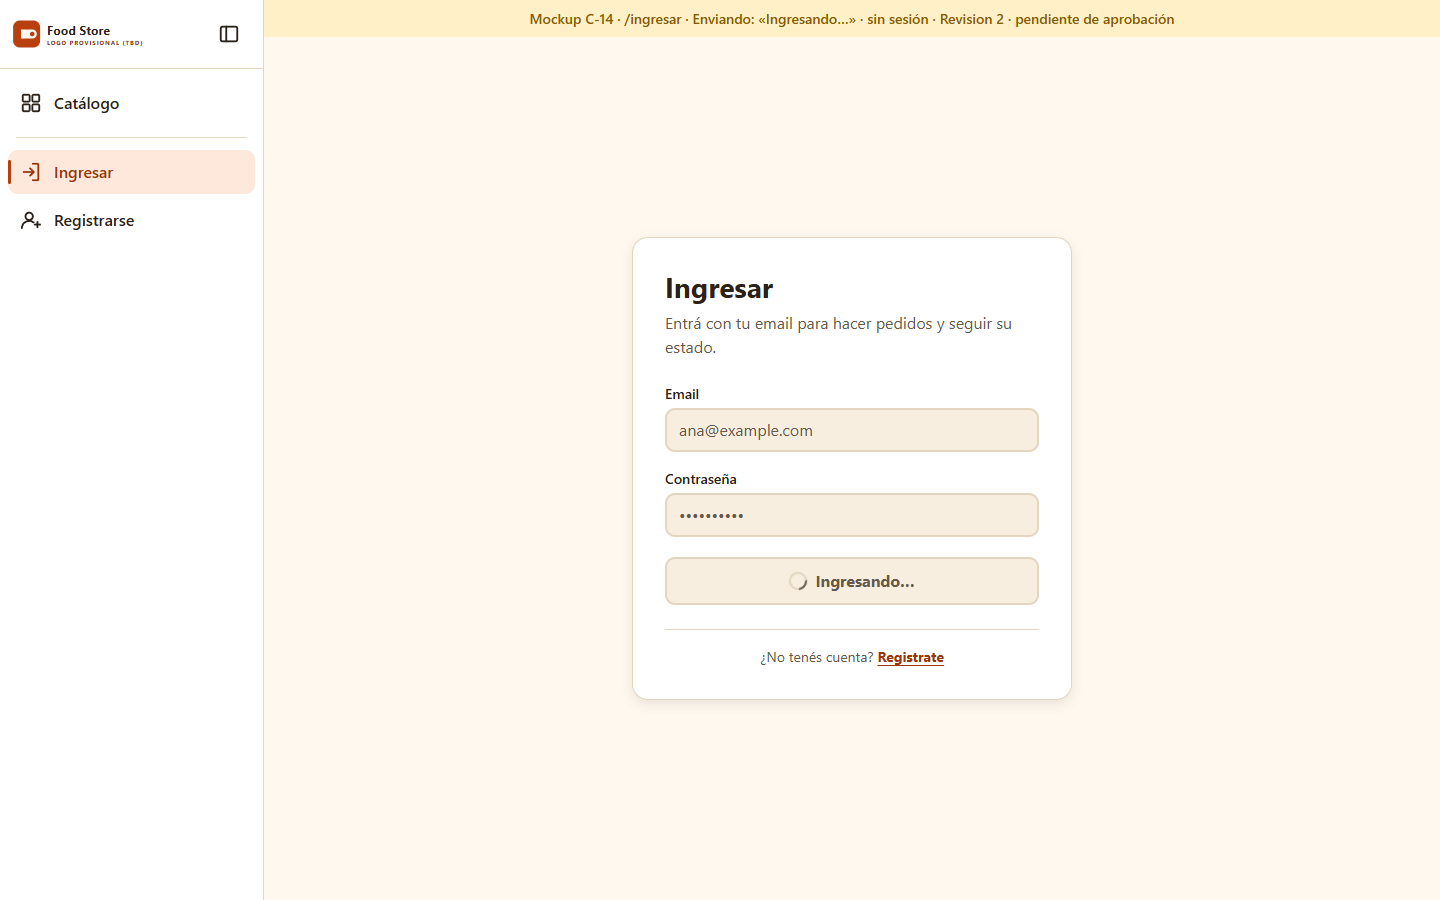 Food Store
LOGO PROVISIONAL (TBD)
Catálogo
Ingresar
Registrarse
Mockup C-14 · /ingresar · Enviando: «Ingresando…» · sin sesión · Revision 2 · pendiente de aprobación
Ingresar
Entrá con tu email para hacer pedidos y seguir su
estado.
Email
ana@example.com
Contraseña
••••••••••
Ingresando…
¿No tenés cuenta? Registrate